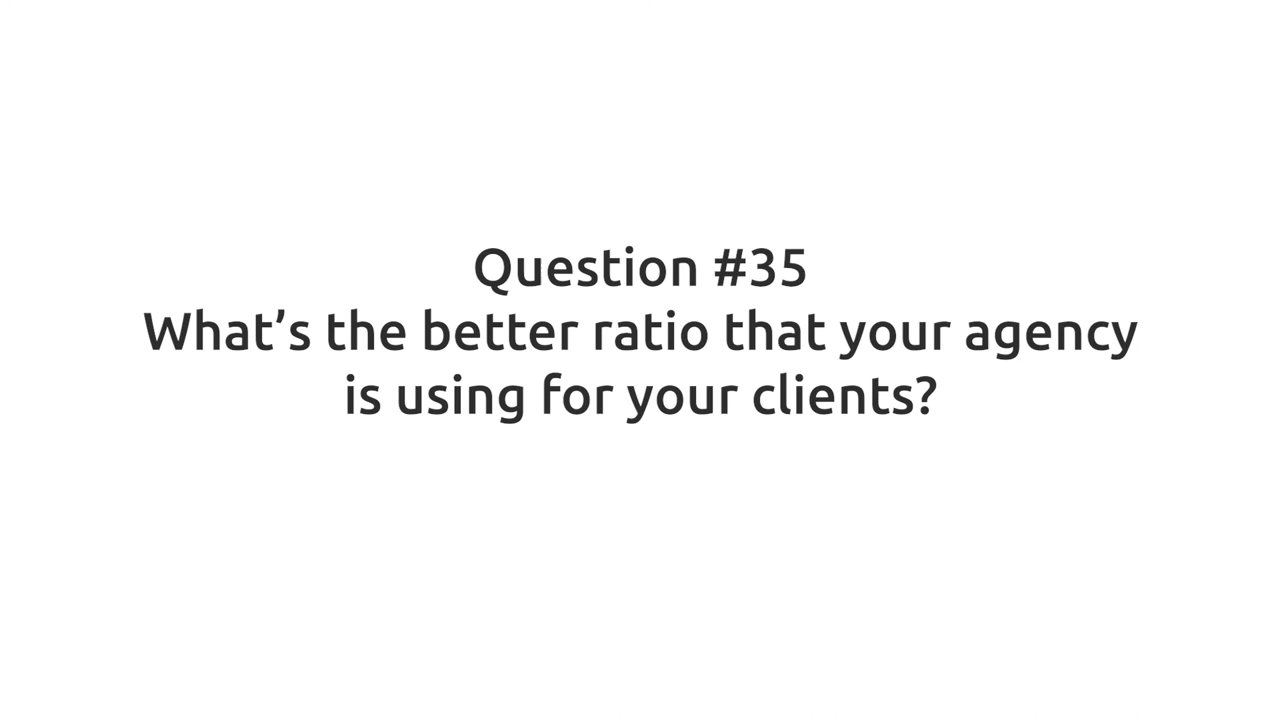 Question #35
What’s the better ratio that your agency
is using for your clients?